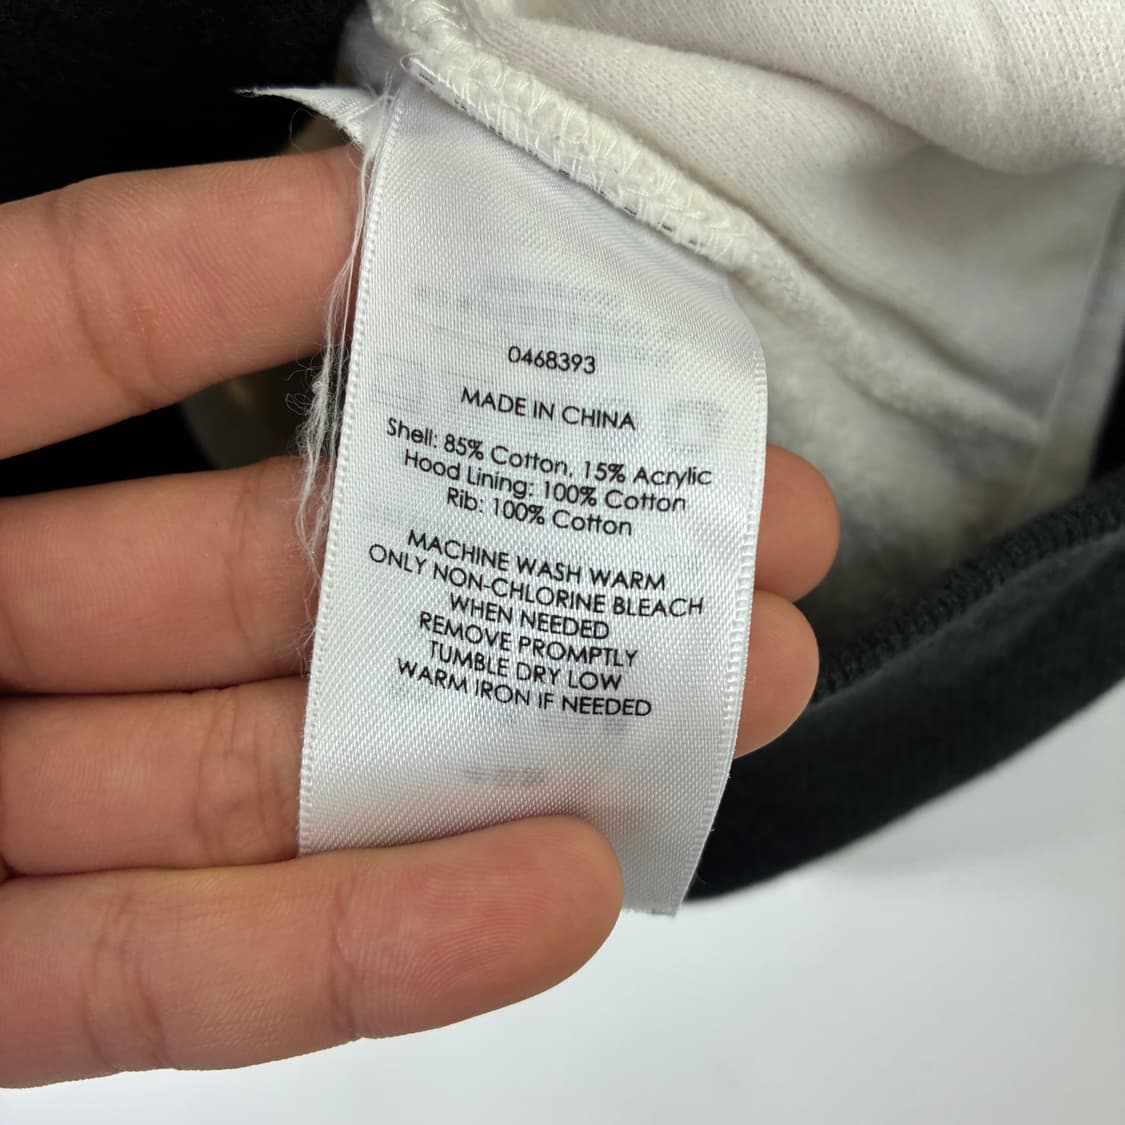 0468393
MADE IN CHINA
Shell: 85% Cotton, 15% Acrylic
Hood Lining: 100% Cotton
Rib: 100% Cotton
MACHINE WASH WARM
ONLY NON-CHLORINE BLEACH
WHEN NEEDED
REMOVE PROMPTLY
TUMBLE DRY LOW
WARM IRON IF NEEDED